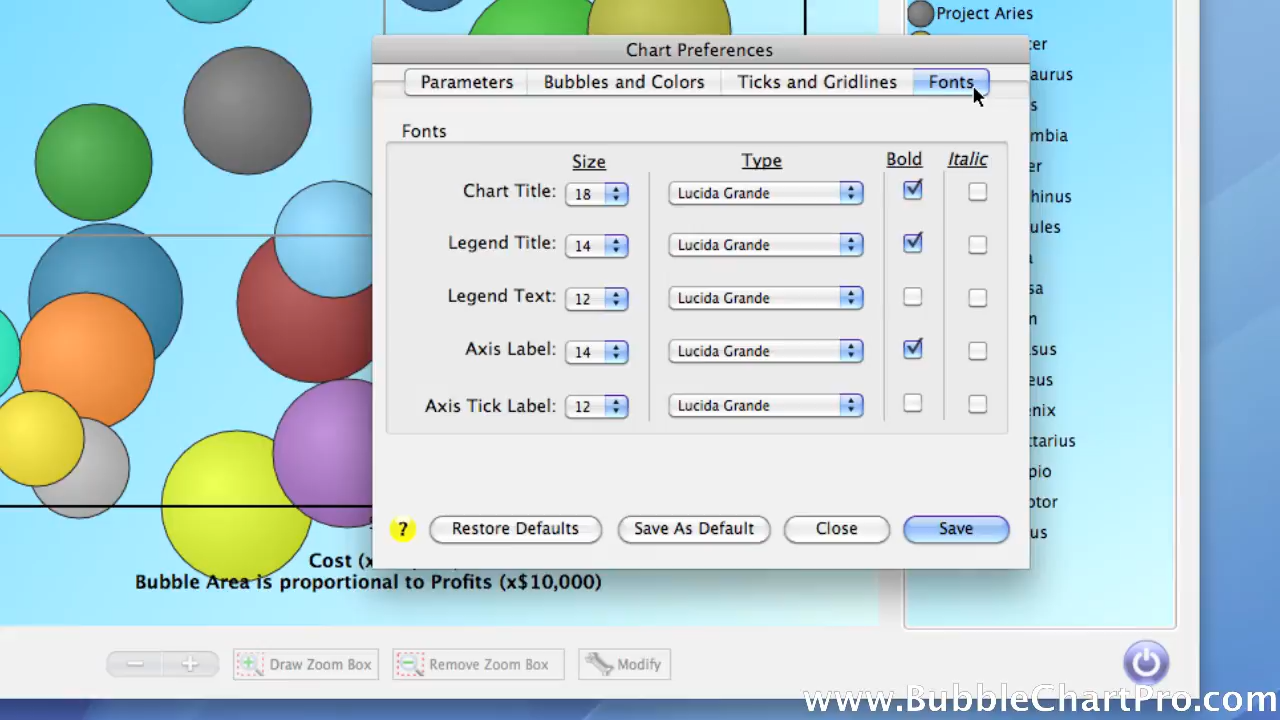 Project Aries
Chart Preferences
Parameters
Bubbles and Colors
Ticks and Gridlines
Fonts
Fonts
Size
Type
Bold
Italic
Chart Title:
18
Lucida Grande
Legend Title:
14
Lucida Grande
Legend Text:
12
Lucida Grande
Axis Label:
14
Lucida Grande
Axis Tick Label:
12
Lucida Grande
?
Restore Defaults
Save As Default
Close
Save
Cost (x
Bubble Area is proportional to Profits (x$10,000)
Draw Zoom Box
Remove Zoom Box
Modify
www.BubbleChartPro.com